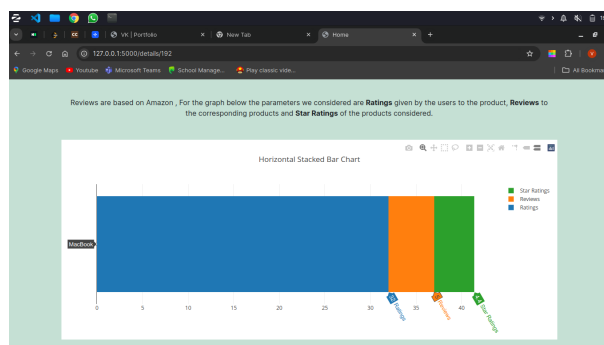 VK | Portfolio
New Tab
Home
127.0.0.1:5000/details/192
Google Maps
Youtube
Microsoft Teams
School Manage...
Play classic vide...
All Bookma
Reviews are based on Amazon , For the graph below the parameters we considered are Ratings given by the users to the product, Reviews to
the corresponding products and Star Ratings of the products considered.
Horizontal Stacked Bar Chart
Star Ratings
Reviews
Ratings
MacBook
0 5 10 15 20 25 30 35 40
Ratings
Reviews
Star Ratings